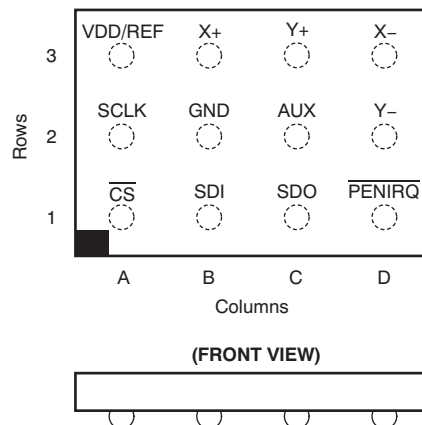 VDD/REF X+ Y+ X−
3
SCLK GND AUX Y−
Rows 2
CS SDI SDO PENIRQ
1
A B C D
Columns
(FRONT VIEW)